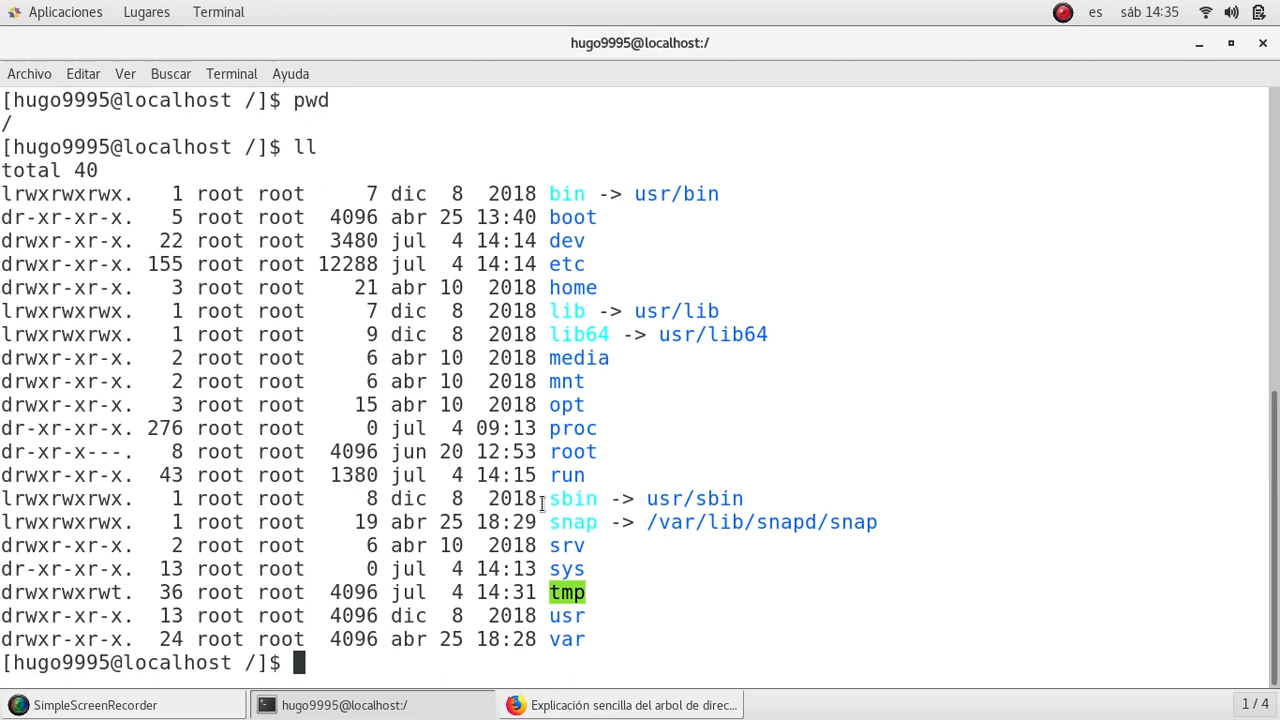 Aplicaciones Lugares Terminal es sáb 14:35
hugo9995@localhost:/
Archivo Editar Ver Buscar Terminal Ayuda
[hugo9995@localhost /]$ pwd
/
[hugo9995@localhost /]$ ll
total 40
lrwxrwxrwx. 1 root root 7 dic 8 2018 bin -> usr/bin
dr-xr-xr-x. 5 root root 4096 abr 25 13:40 boot
drwxr-xr-x. 22 root root 3480 jul 4 14:14 dev
drwxr-xr-x. 155 root root 12288 jul 4 14:14 etc
drwxr-xr-x. 3 root root 21 abr 10 2018 home
lrwxrwxrwx. 1 root root 7 dic 8 2018 lib -> usr/lib
lrwxrwxrwx. 1 root root 9 dic 8 2018 lib64 -> usr/lib64
drwxr-xr-x. 2 root root 6 abr 10 2018 media
drwxr-xr-x. 2 root root 6 abr 10 2018 mnt
drwxr-xr-x. 3 root root 15 abr 10 2018 opt
dr-xr-xr-x. 276 root root 0 jul 4 09:13 proc
dr-xr-x---. 8 root root 4096 jun 20 12:53 root
drwxr-xr-x. 43 root root 1380 jul 4 14:15 run
lrwxrwxrwx. 1 root root 8 dic 8 2018 sbin -> usr/sbin
lrwxrwxrwx. 1 root root 19 abr 25 18:29 snap -> /var/lib/snapd/snap
drwxr-xr-x. 2 root root 6 abr 10 2018 srv
dr-xr-xr-x. 13 root root 0 jul 4 14:13 sys
drwxrwxrwt. 36 root root 4096 jul 4 14:31 tmp
drwxr-xr-x. 13 root root 4096 dic 8 2018 usr
drwxr-xr-x. 24 root root 4096 abr 25 18:28 var
[hugo9995@localhost /]$
SimpleScreenRecorder hugo9995@localhost:/ Explicación sencilla del arbol de direc... 1 / 4